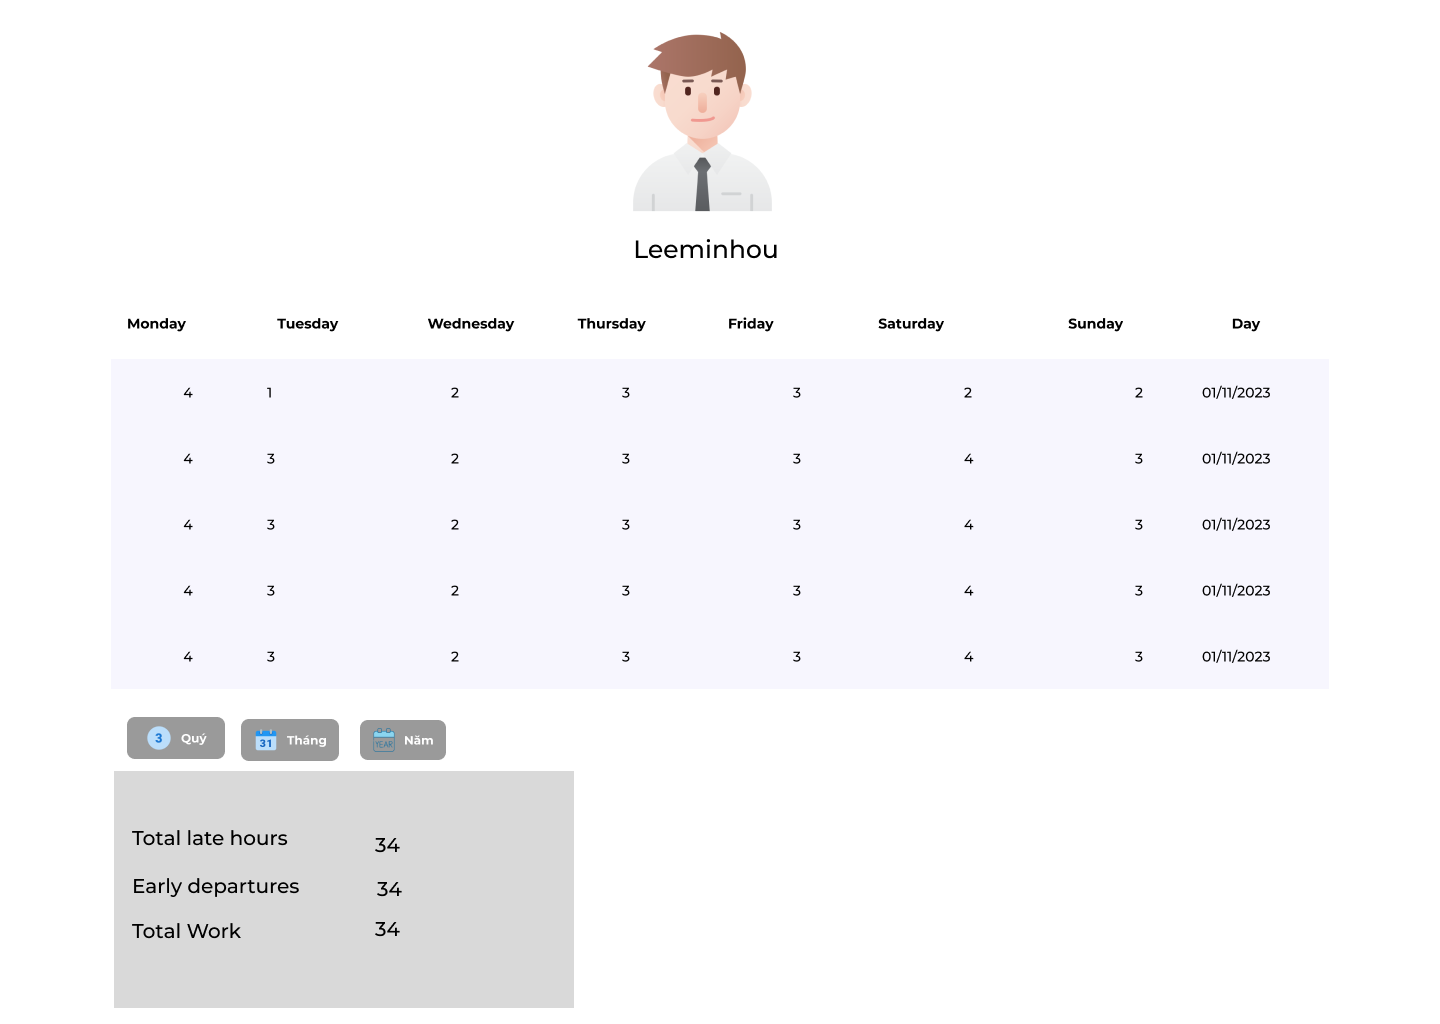 Leeminhou
Monday Tuesday Wednesday Thursday Friday Saturday Sunday Day
4 1 2 3 3 2 2 01/11/2023
4 3 2 3 3 4 3 01/11/2023
4 3 2 3 3 4 3 01/11/2023
4 3 2 3 3 4 3 01/11/2023
4 3 2 3 3 4 3 01/11/2023
3 Quý 31 Tháng YEAR Năm
Total late hours 34
Early departures 34
Total Work 34